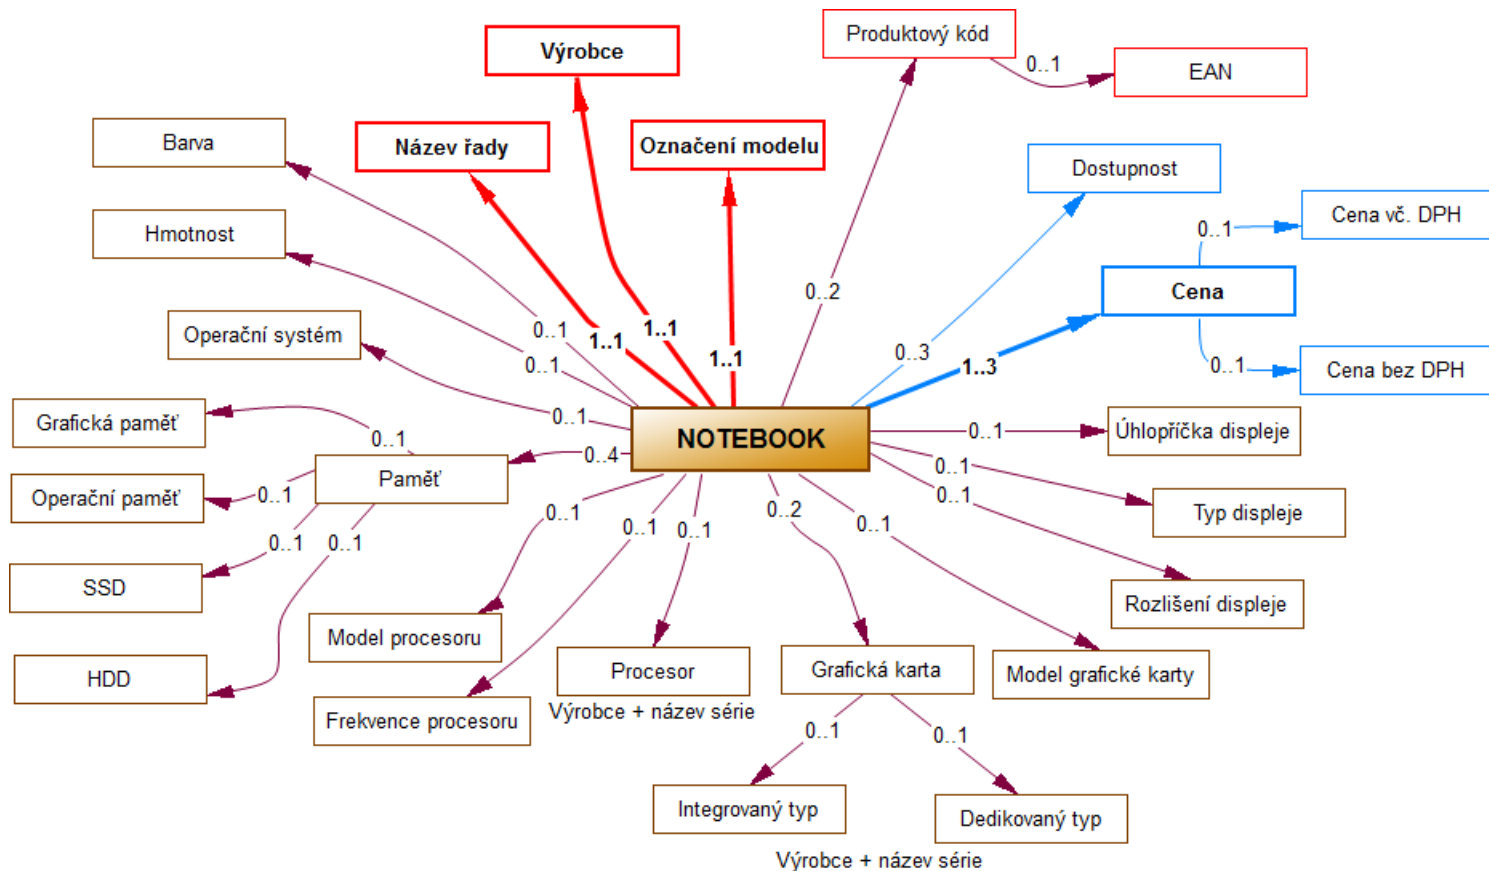 Produktový kód
Výrobce
0..1
EAN
Barva
Název řady
Označení modelu
Dostupnost
Hmotnost
Cena vč. DPH
0..1
Cena
0..2
Operační systém
0..1
1..1
1..1
1..1
0..3
1..3
0..1
0..1
Cena bez DPH
Grafická paměť
0..1
0..1
NOTEBOOK
0..1
Úhlopříčka displeje
0..4
Paměť
0..1
Operační paměť
0..1
0..1
Typ displeje
0..1
0..1
0..1
0..2
0..1
0..1
0..1
SSD
Rozlišení displeje
Model procesoru
HDD
Procesor
Grafická karta
Model grafické karty
Frekvence procesoru
Výrobce + název série
0..1
0..1
Integrovaný typ
Dedikovaný typ
Výrobce + název série